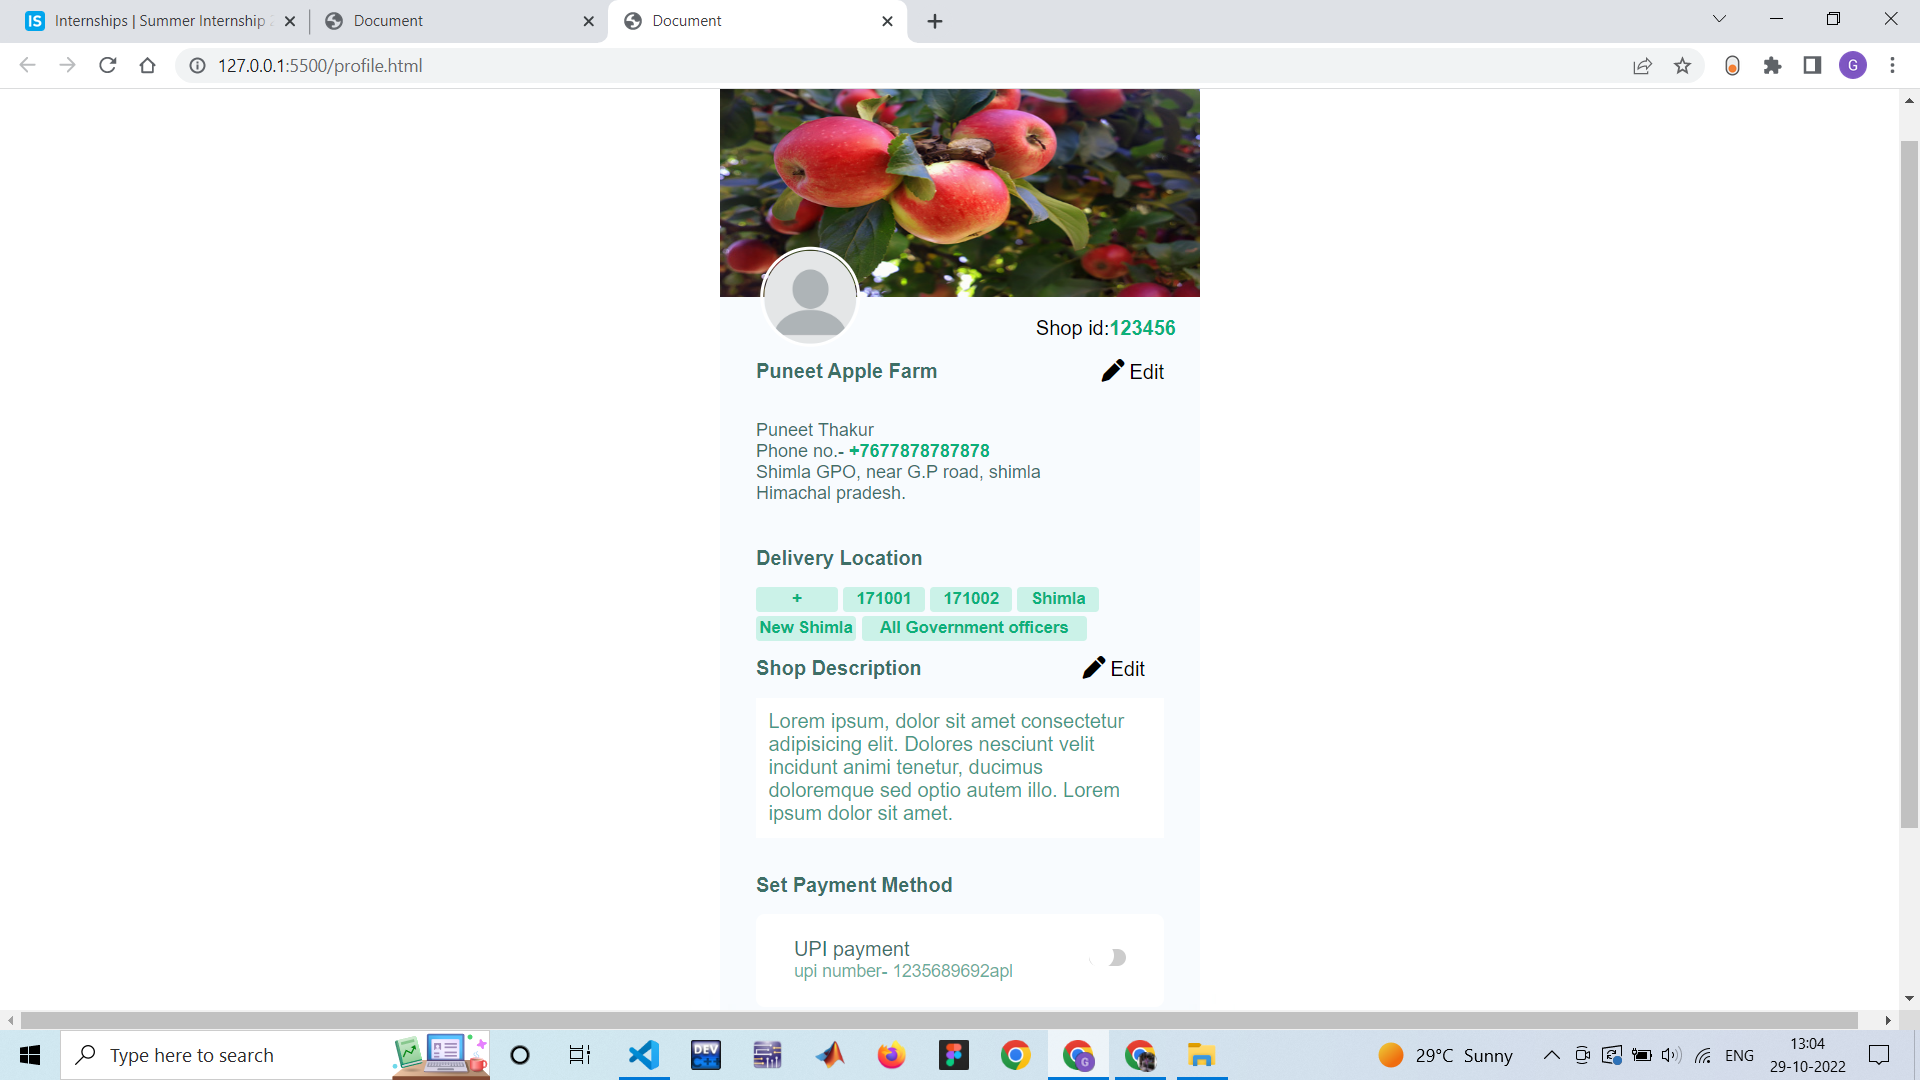 Internships | Summer Internship
Document
Document
127.0.0.1:5500/profile.html
G
Shop id:123456
Puneet Apple Farm
Edit
Puneet Thakur
Phone no.- +7677878787878
Shimla GPO, near G.P road, shimla
Himachal pradesh.
Delivery Location
+ 171001 171002 Shimla
New Shimla All Government officers
Shop Description
Edit
Lorem ipsum, dolor sit amet consectetur
adipisicing elit. Dolores nesciunt velit
incidunt animi tenetur, ducimus
doloremque sed optio autem illo. Lorem
ipsum dolor sit amet.
Set Payment Method
UPI payment
upi number- 1235689692apl
Type here to search
DEV
C++
G
29°C Sunny
ENG
13:04
29-10-2022